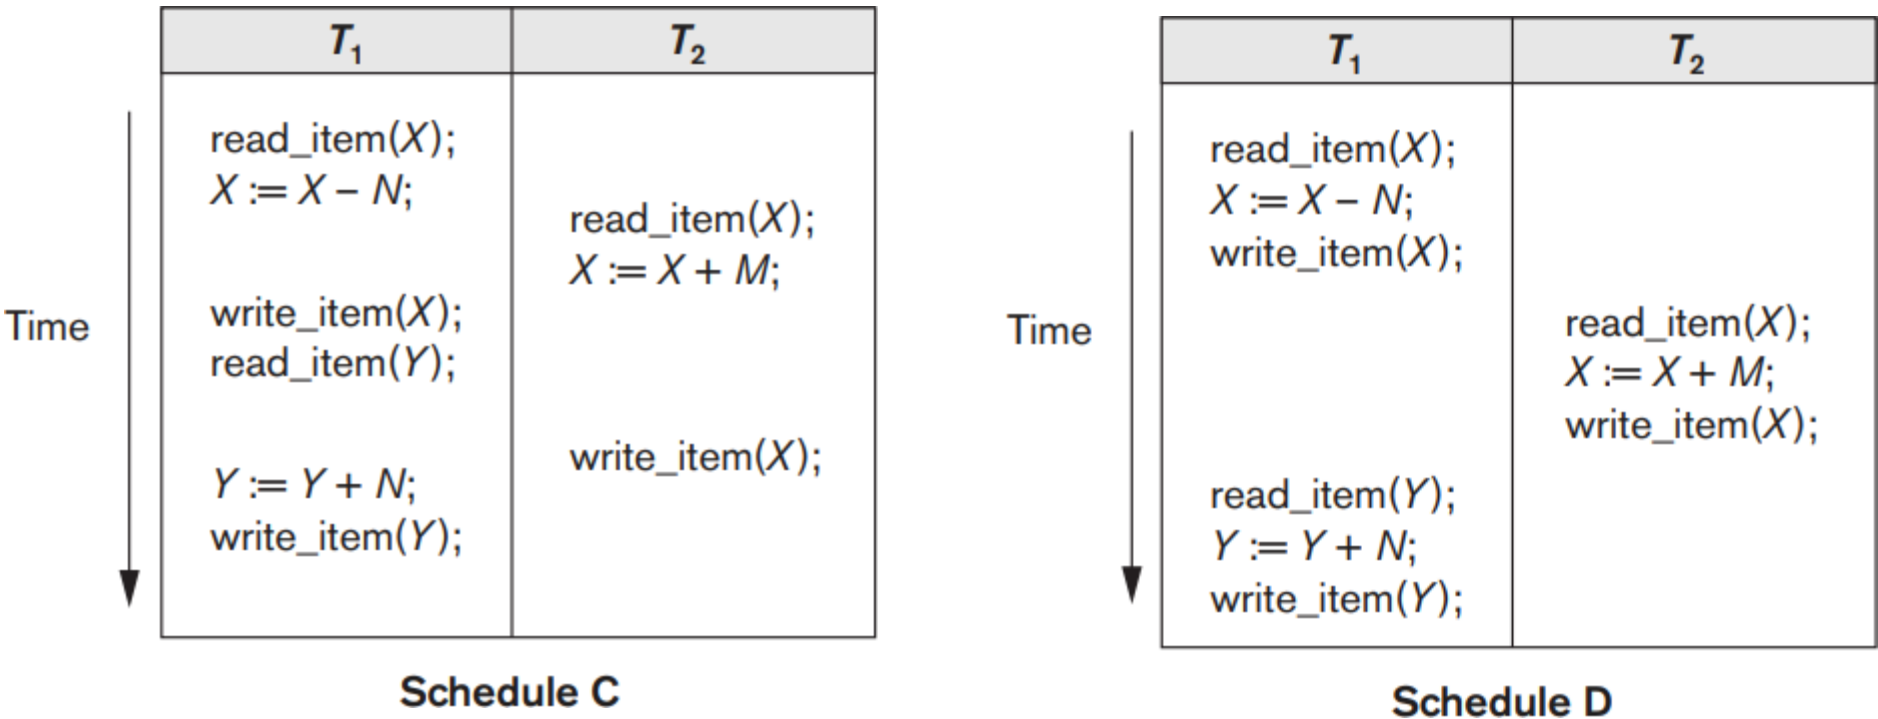 T1
T2
Time
read_item(X);
X := X – N;
read_item(X);
X := X + M;
write_item(X);
read_item(Y);
write_item(X);
Y := Y + N;
write_item(Y);
Schedule C
T1
T2
Time
read_item(X);
X := X – N;
write_item(X);
read_item(X);
X := X + M;
write_item(X);
read_item(Y);
Y := Y + N;
write_item(Y);
Schedule D